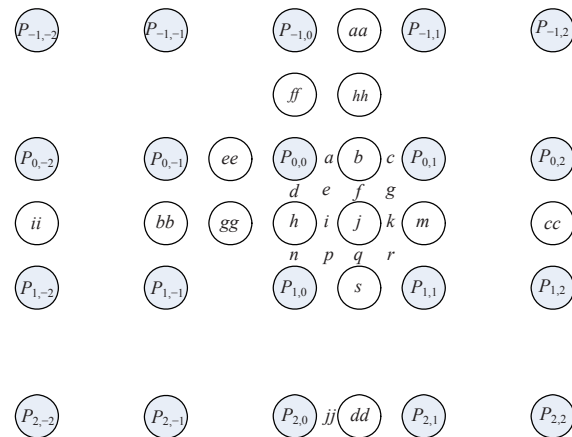 P−1,−2 P−1,−1 P−1,0 aa P−1,1 P−1,2
ff hh
P0,−2 P0,−1 ee P0,0 a b c P0,1 P0,2
d e f g
ii bb gg h i j k m cc
n p q r
P1,−2 P1,−1 P1,0 s P1,1 P1,2
P2,−2 P2,−1 P2,0 jj dd P2,1 P2,2